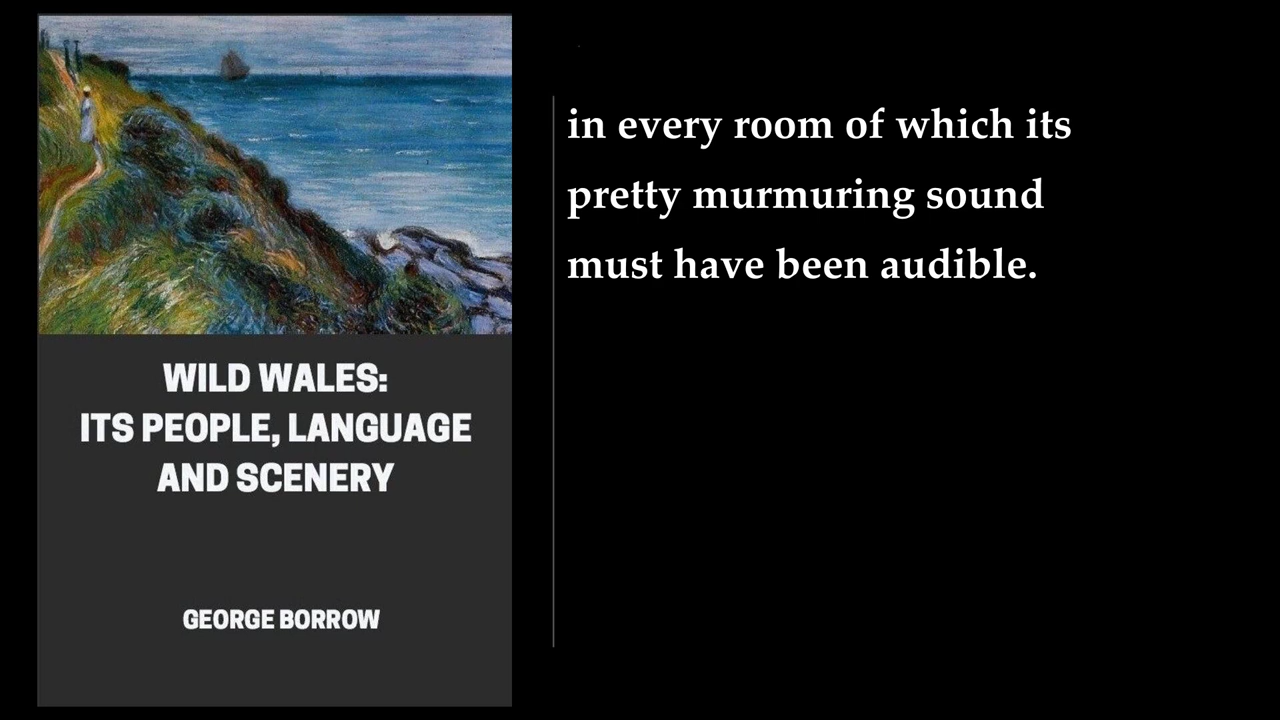 WILD WALES:
ITS PEOPLE, LANGUAGE
AND SCENERY
GEORGE BORROW
in every room of which its
pretty murmuring sound
must have been audible.